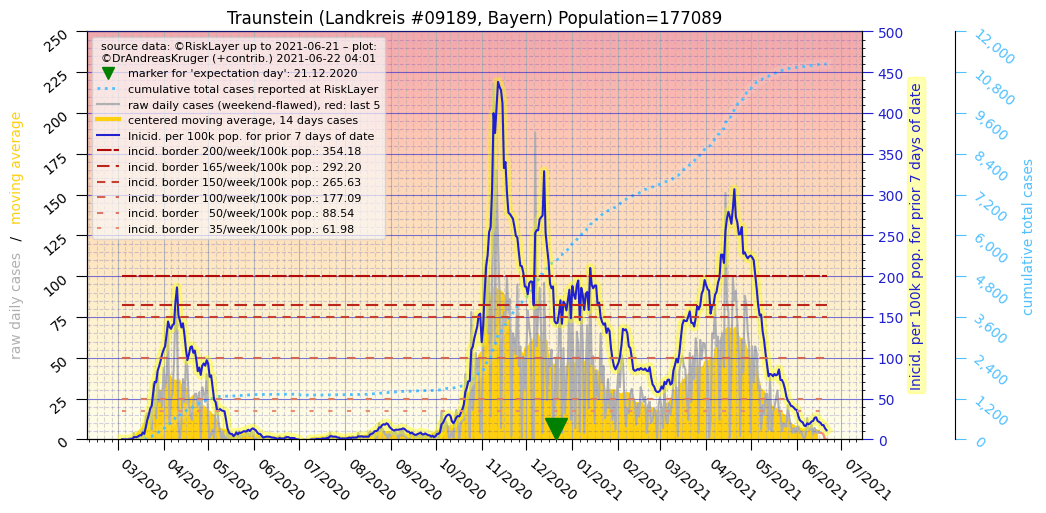 Traunstein (Landkreis #09189, Bayern) Population=177089
source data: ©RiskLayer up to 2021-06-21 – plot:
©DrAndreasKruger (+contrib.) 2021-06-22 04:01
marker for 'expectation day': 21.12.2020
cumulative total cases reported at RiskLayer
raw daily cases (weekend-flawed), red: last 5
centered moving average, 14 days cases
Inicid. per 100k pop. for prior 7 days of date
incid. border 200/week/100k pop.: 354.18
incid. border 165/week/100k pop.: 292.20
incid. border 150/week/100k pop.: 265.63
incid. border 100/week/100k pop.: 177.09
incid. border 50/week/100k pop.: 88.54
incid. border 35/week/100k pop.: 61.98
raw daily cases / moving average
250
225
200
175
150
125
100
75
50
25
0
03/2020
04/2020
05/2020
06/2020
07/2020
08/2020
09/2020
10/2020
11/2020
12/2020
01/2021
02/2021
03/2021
04/2021
05/2021
06/2021
07/2021
500
450
400
350
300
250
200
150
100
50
0
Inicid. per 100k pop. for prior 7 days of date
12,000
10,800
9,600
8,400
7,200
6,000
4,800
3,600
2,400
1,200
0
cumulative total cases